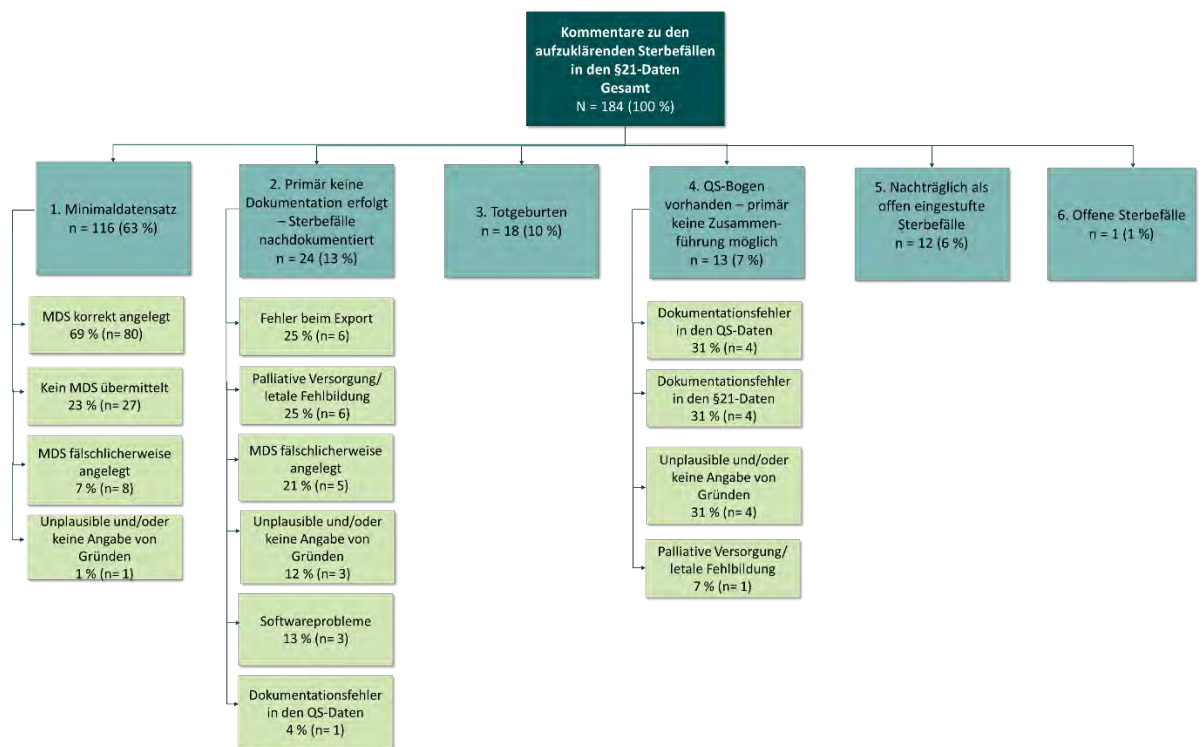 Kommentare zu den
aufzuklärenden Sterbefällen
in den §21-Daten
Gesamt
N = 184 (100 %)
1. Minimaldatensatz
n = 116 (63 %)
2. Primär keine
Dokumentation erfolgt
– Sterbefälle
nachdokumentiert
n = 24 (13 %)
3. Totgeburten
n = 18 (10 %)
4. QS-Bogen
vorhanden – primär
keine Zusammen-
führung möglich
n = 13 (7 %)
5. Nachträglich als
offen eingestufte
Sterbefälle
n = 12 (6 %)
6. Offene Sterbefälle
n = 1 (1 %)
MDS korrekt angelegt
69 % (n= 80)
Kein MDS übermittelt
23 % (n= 27)
MDS fälschlicherweise
angelegt
7 % (n= 8)
Unplausible und/oder
keine Angabe von
Gründen
1 % (n= 1)
Fehler beim Export
25 % (n= 6)
Palliative Versorgung/
letale Fehlbildung
25 % (n= 6)
MDS fälschlicherweise
angelegt
21 % (n= 5)
Unplausible und/oder
keine Angabe von
Gründen
12 % (n= 3)
Softwareprobleme
13 % (n= 3)
Dokumentationsfehler
in den QS-Daten
4 % (n= 1)
Dokumentationsfehler
in den QS-Daten
31 % (n= 4)
Dokumentationsfehler
in den §21-Daten
31 % (n= 4)
Unplausible und/oder
keine Angabe von
Gründen
31 % (n= 4)
Palliative Versorgung/
letale Fehlbildung
7 % (n= 1)